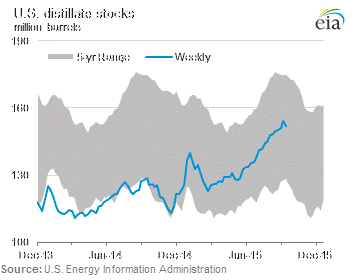 U.S. distillate stocks
million barrels
eia
190
5-yr Range
Weekly
160
130
100
Dec-13
Jun-14
Dec-14
Jun-15
Dec-15
Source: U.S. Energy Information Administration